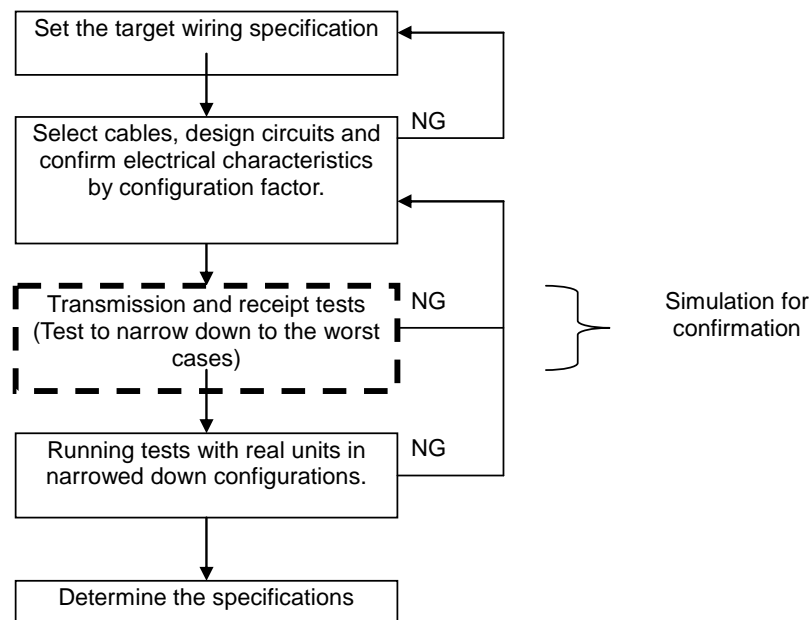 Set the target wiring specification
NG
Select cables, design circuits and
confirm electrical characteristics
by configuration factor.
Transmission and receipt tests
(Test to narrow down to the worst
cases)
NG
Simulation for
confirmation
Running tests with real units in
narrowed down configurations.
NG
Determine the specifications